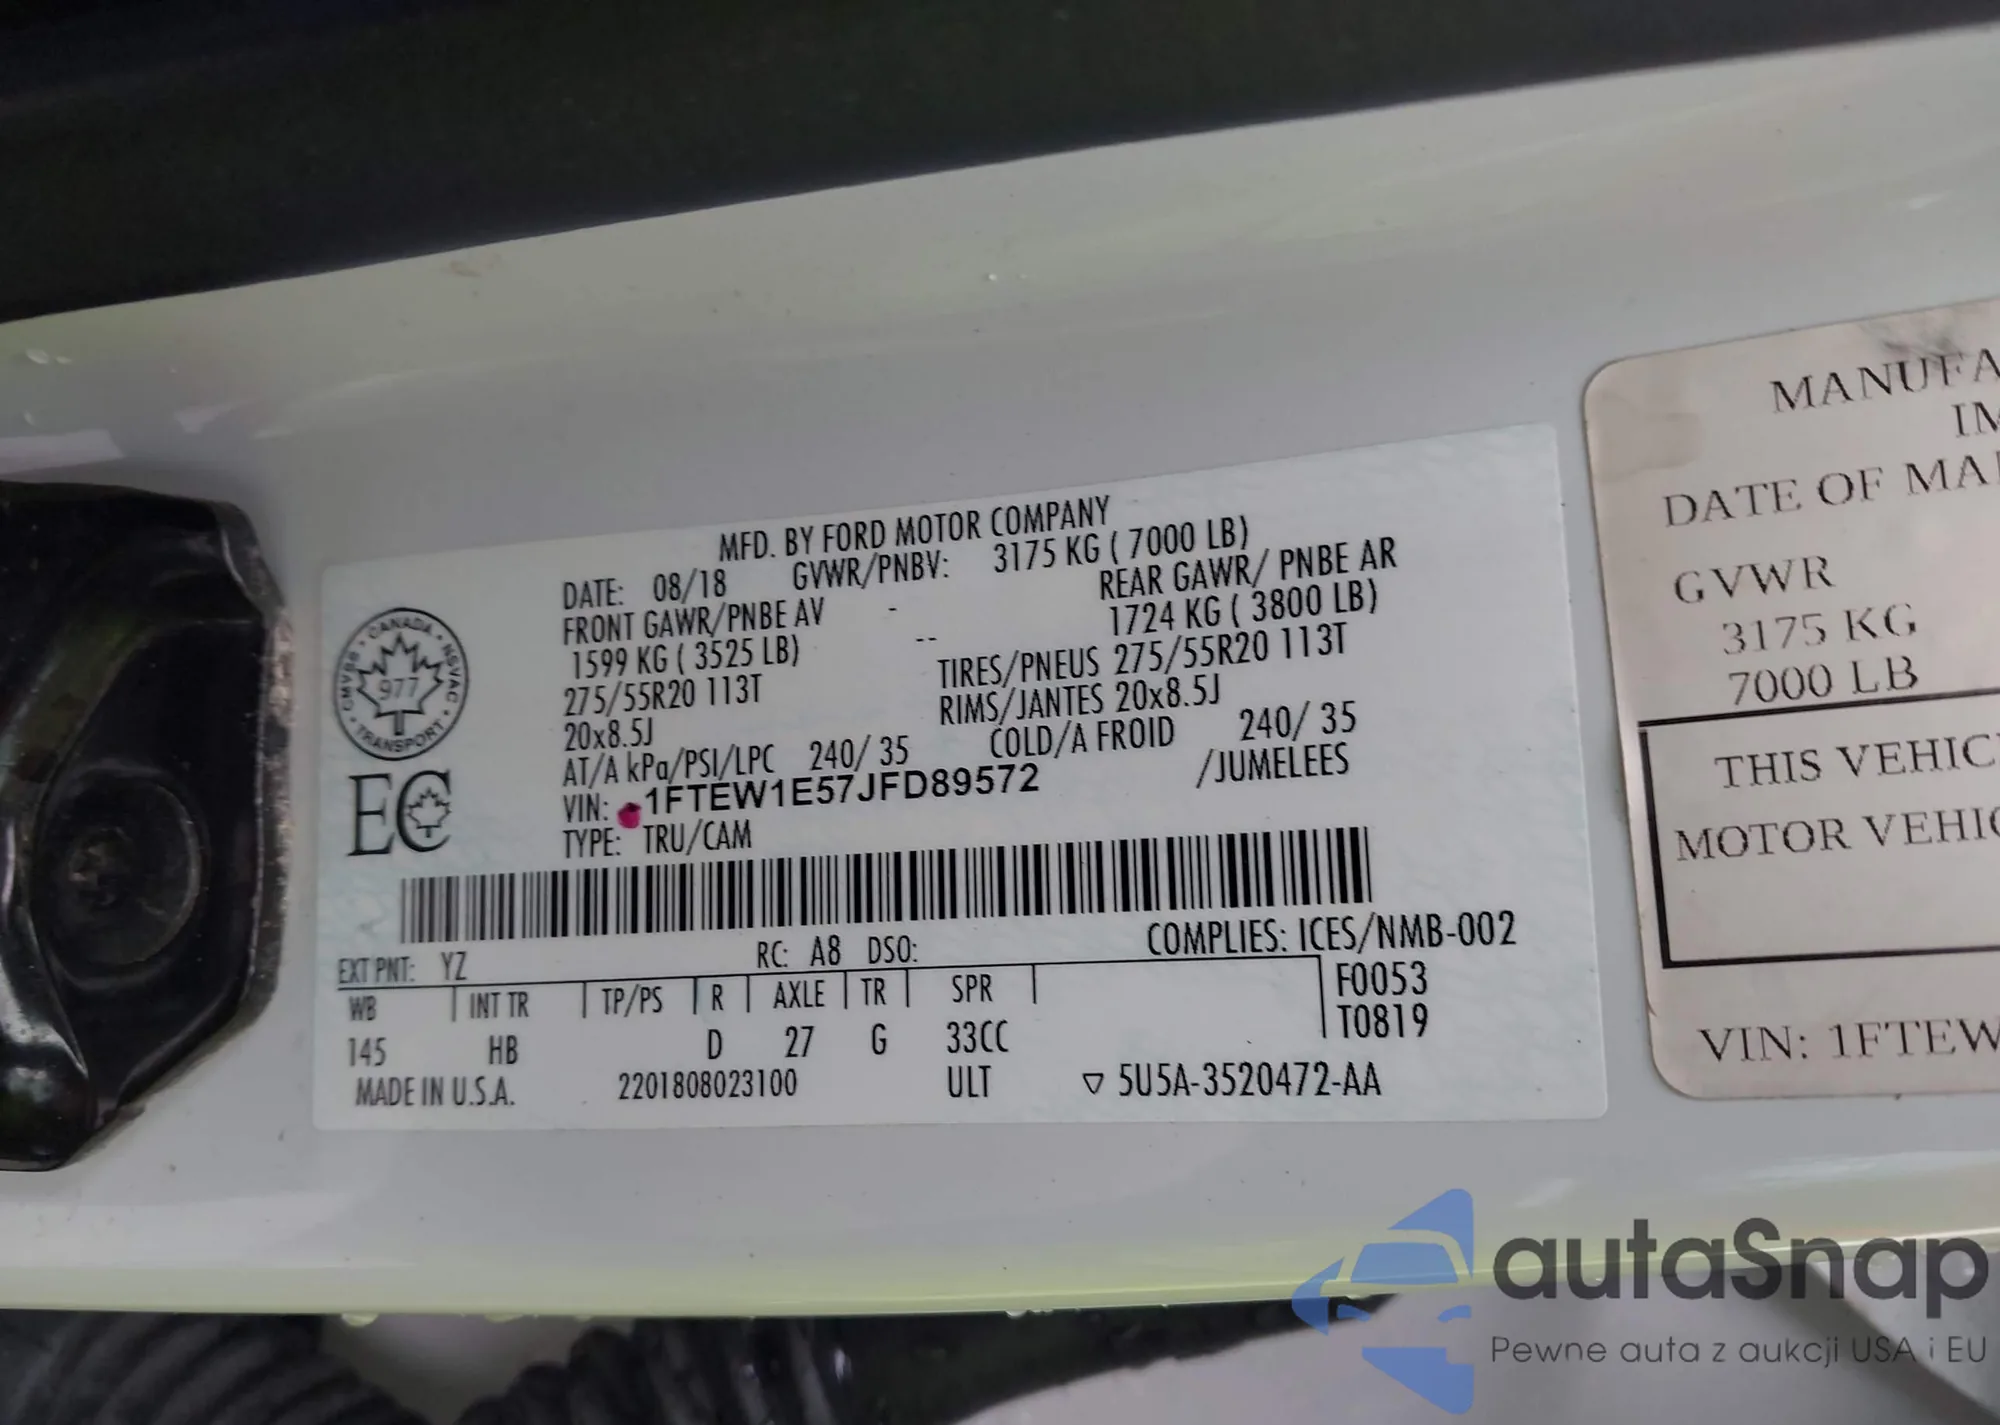 MFD. BY FORD MOTOR COMPANY
DATE: 08/18 GVWR/PNBV: 3175 KG ( 7000 LB)
FRONT GAWR/PNBE AV - REAR GAWR/ PNBE AR
1599 KG ( 3525 LB) -- 1724 KG ( 3800 LB)
275/55R20 113T TIRES/PNEUS 275/55R20 113T
20x8.5J RIMS/JANTES 20x8.5J
AT/A kPa/PSI/LPC 240/ 35 COLD/A FROID 240/ 35
VIN: 1FTEW1E57JFD89572 /JUMELEES
TYPE: TRU/CAM
CANADA
CMVSS NSVAC
977
TRANSPORT
EC
COMPLIES: ICES/NMB-002
EXT PNT: YZ RC: A8 DSO:
WB INT TR TP/PS R AXLE TR SPR F0053
145 HB D 27 G 33CC T0819
MADE IN U.S.A. 2201808023100 ULT ▽ 5U5A-3520472-AA
MANUFA
IM
DATE OF MA
GVWR
3175 KG
7000 LB
THIS VEHIC
MOTOR VEHIC
VIN: 1FTEW
autaSnap
Pewne auta z aukcji USA i EU